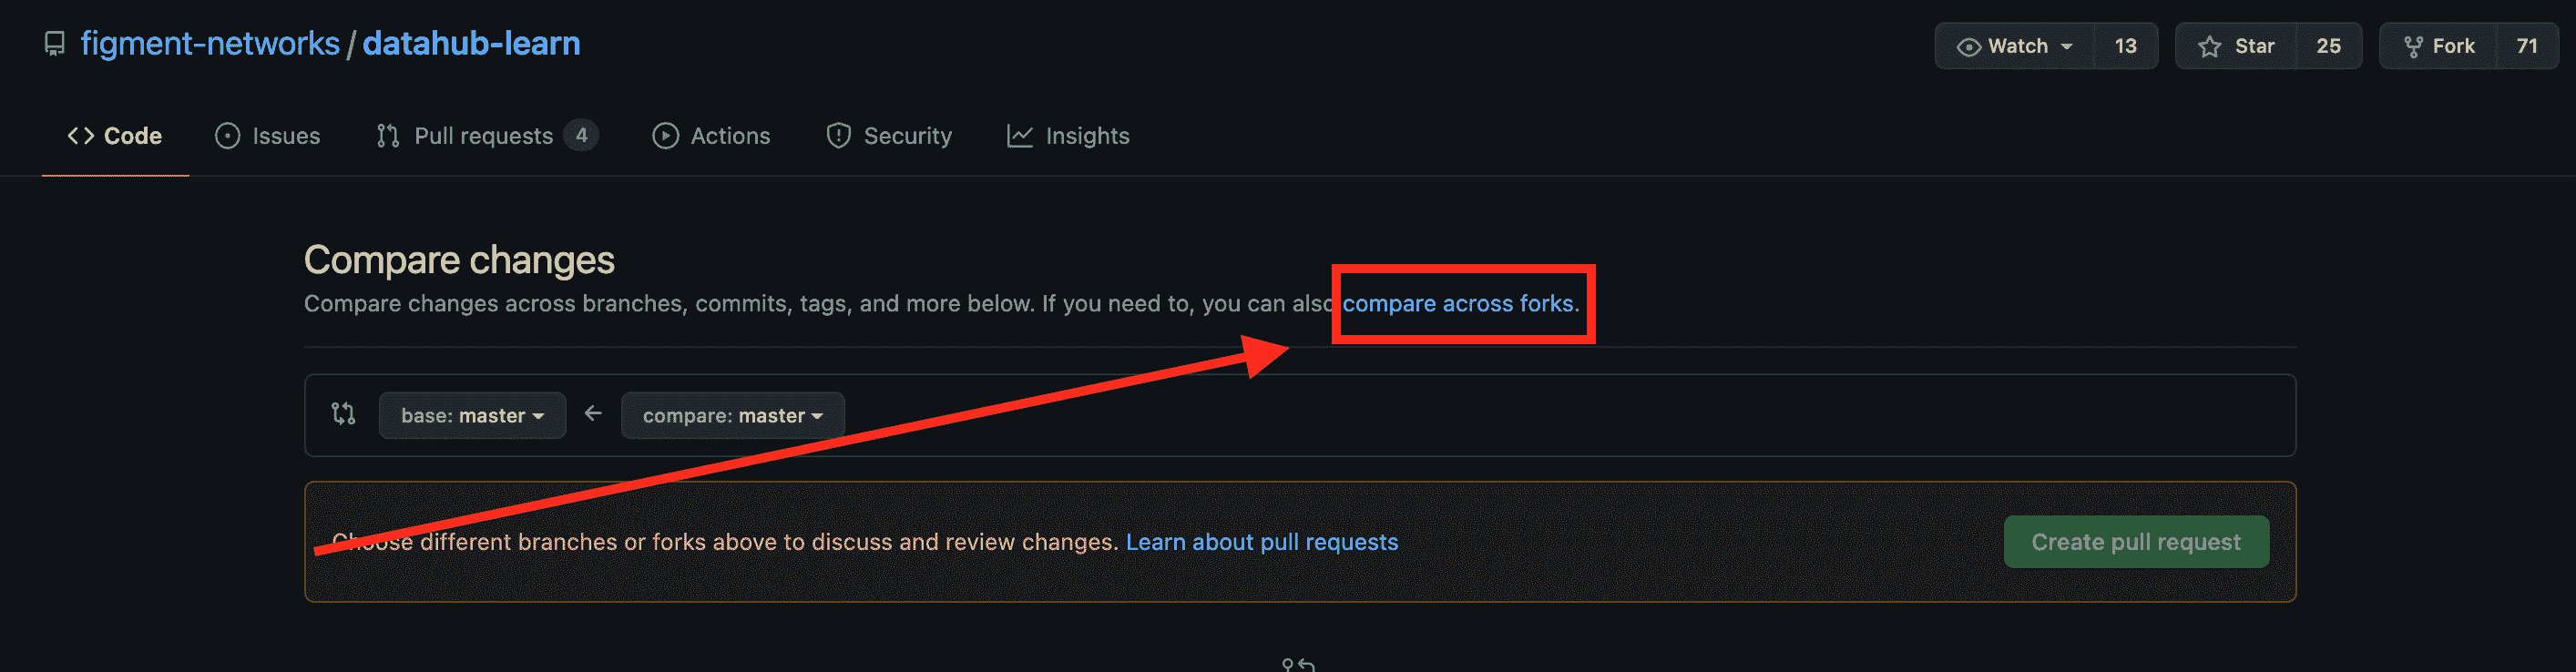 figment-networks / datahub-learn
Watch 13 Star 25 Fork 71
Code Issues Pull requests 4 Actions Security Insights
Compare changes
Compare changes across branches, commits, tags, and more below. If you need to, you can also compare across forks.
base: master compare: master
Choose different branches or forks above to discuss and review changes. Learn about pull requests
Create pull request